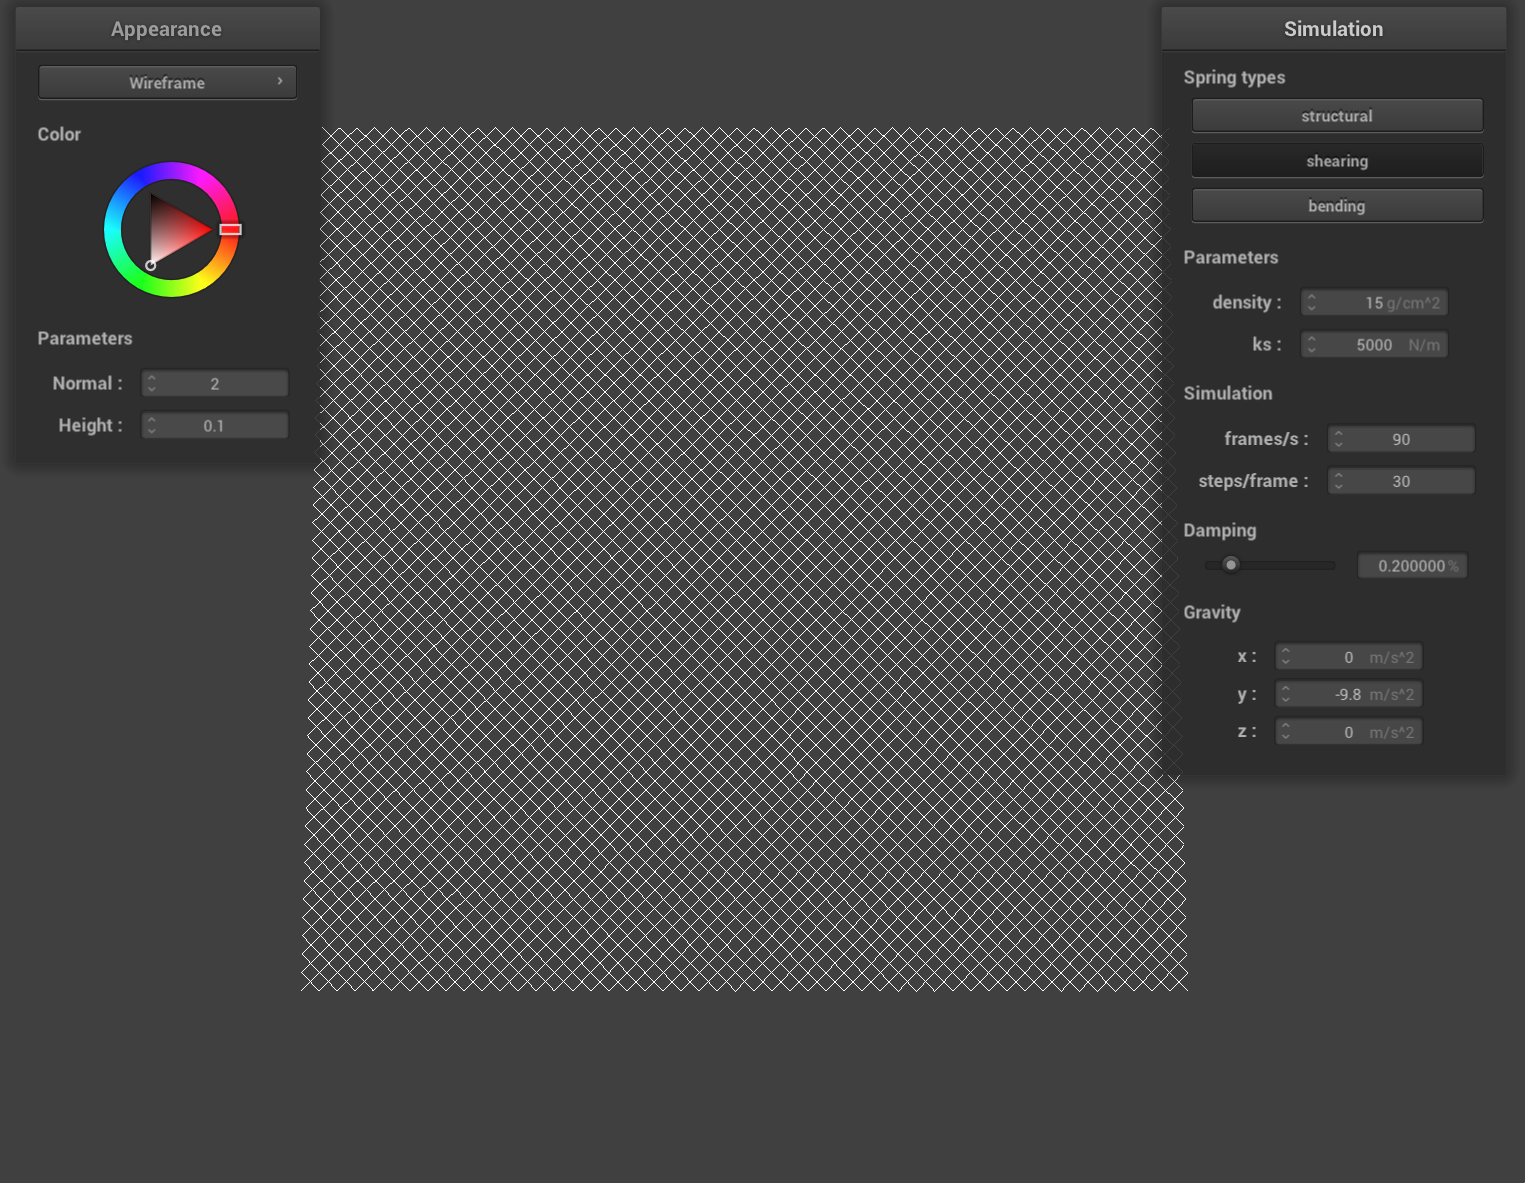 Appearance
Wireframe
Color
Parameters
Normal : 2
Height : 0.1
Simulation
Spring types
structural
shearing
bending
Parameters
density : 15 g/cm^2
ks : 5000 N/m
Simulation
frames/s : 90
steps/frame : 30
Damping
0.200000 %
Gravity
x : 0 m/s^2
y : -9.8 m/s^2
z : 0 m/s^2